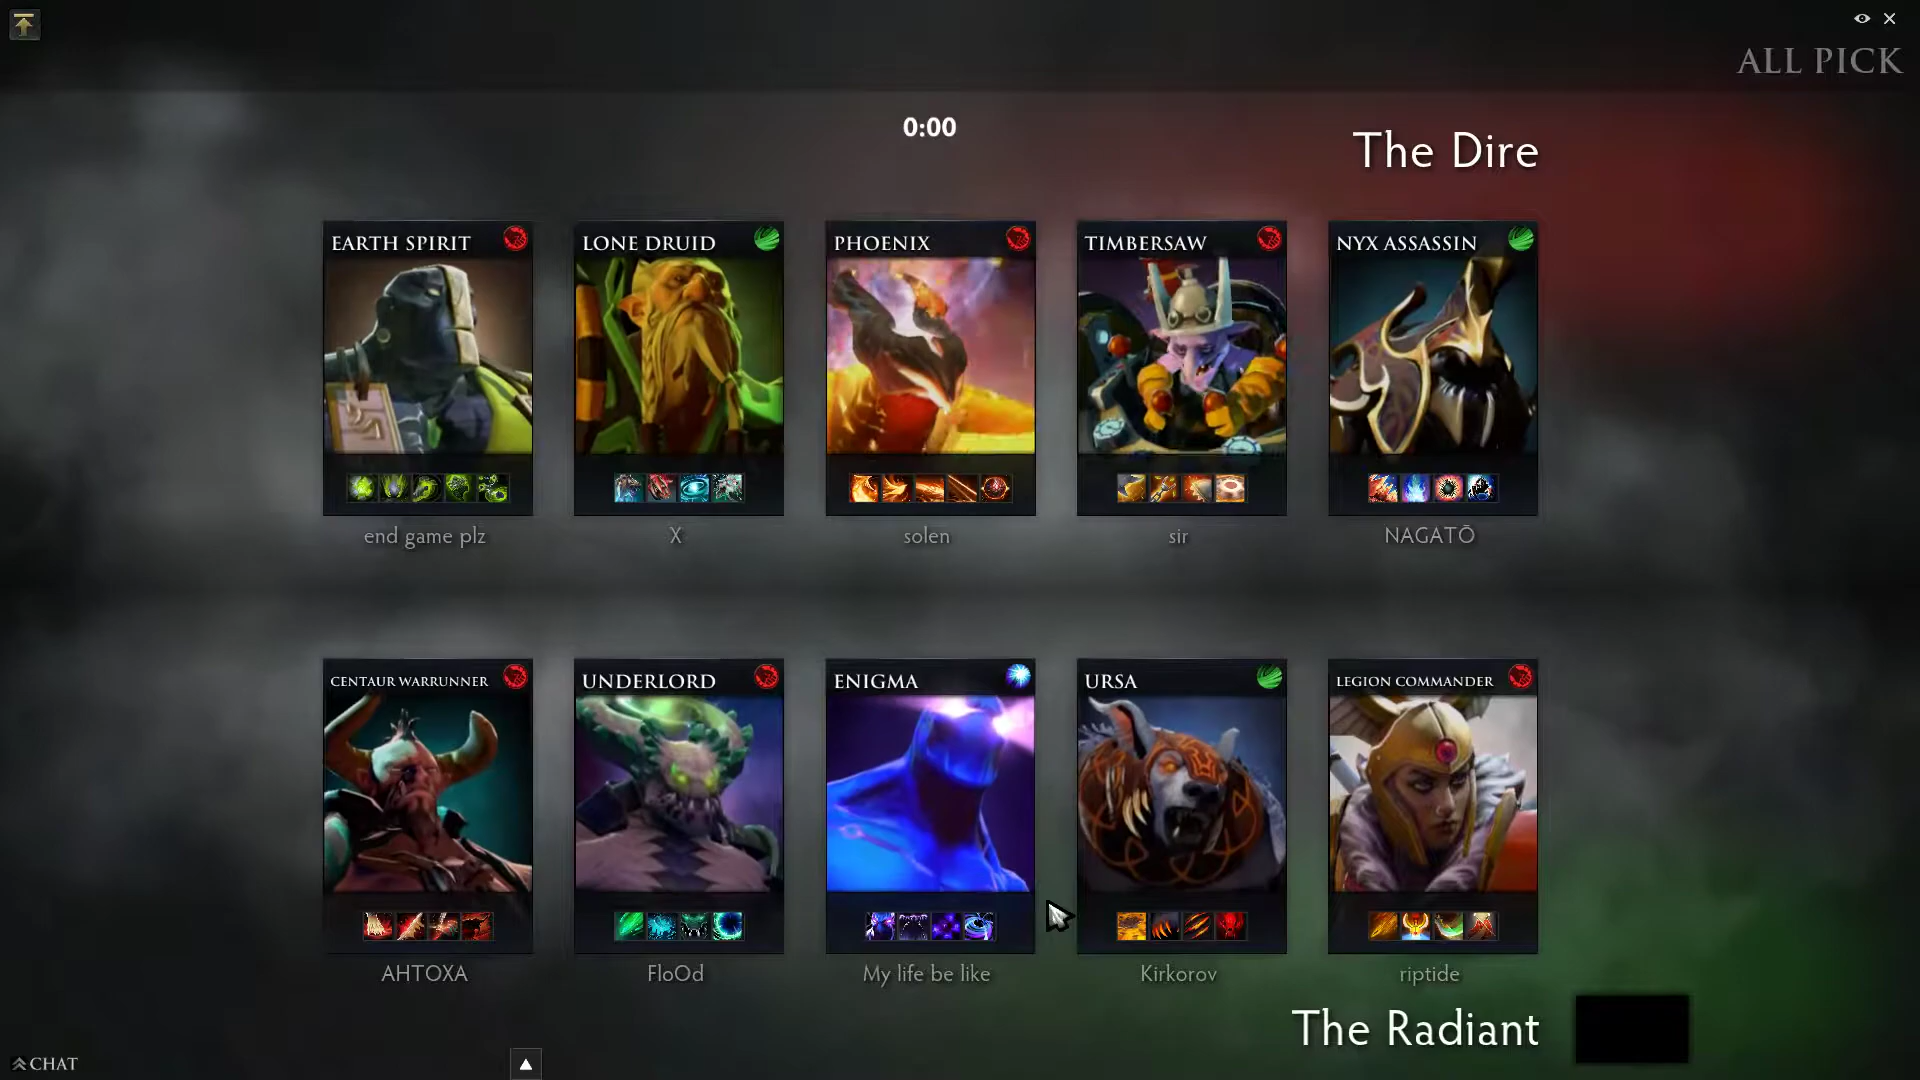 ALL PICK
0:00
The Dire
EARTH SPIRIT
LONE DRUID
PHOENIX
TIMBERSAW
NYX ASSASSIN
end game plz
X
solen
sir
NAGATŌ
CENTAUR WARRUNNER
UNDERLORD
ENIGMA
URSA
LEGION COMMANDER
AHTOXA
FloOd
My life be like
Kirkorov
riptide
The Radiant
CHAT